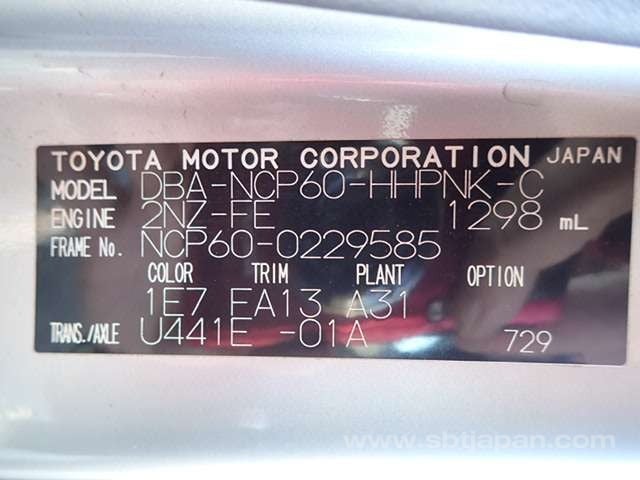 TOYOTA MOTOR CORPORATION JAPAN
MODEL DBA-NCP60-HHPNK-C
ENGINE 2NZ-FE 1298 mL
FRAME No. NCP60-0229585
COLOR TRIM PLANT OPTION
1E7 FA13 A31
TRANS./AXLE U441E -01A 729
www.sbtjapan.com